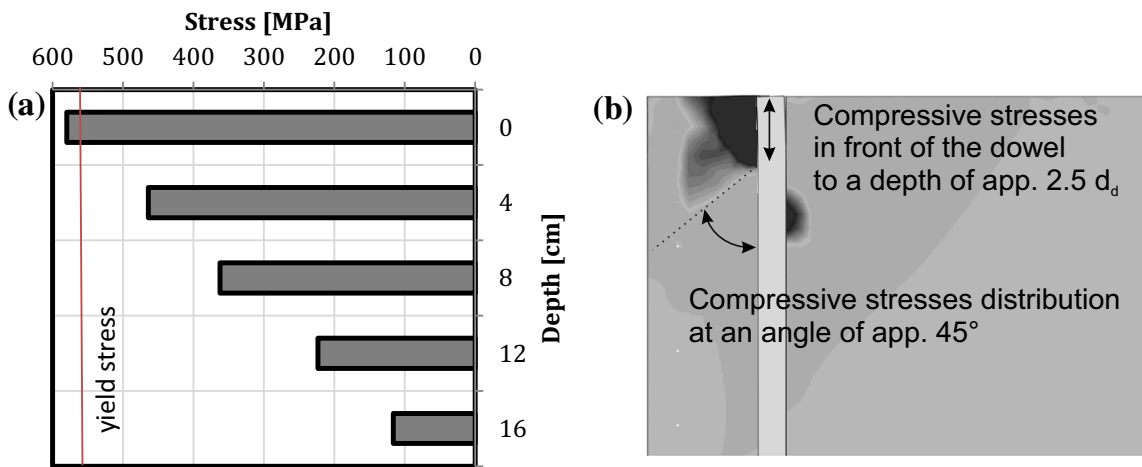 Stress [MPa]
600 500 400 300 200 100 0
(a)
0
4
8
12
16
Depth [cm]
yield stress
(b)
Compressive stresses
in front of the dowel
to a depth of app. 2.5 d_d
Compressive stresses distribution
at an angle of app. 45°